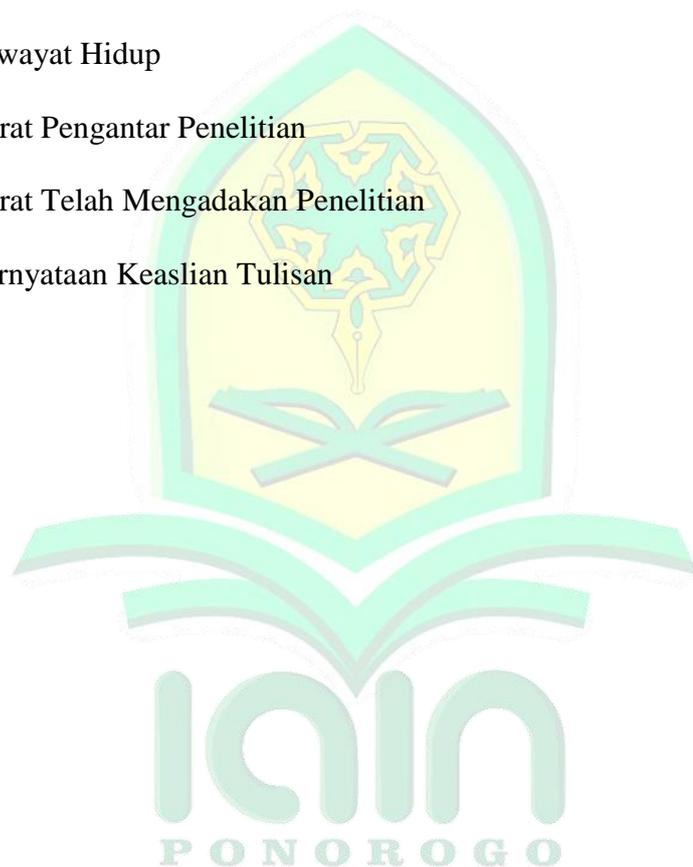 wayat Hidup
rat Pengantar Penelitian
rat Telah Mengadakan Penelitian
rnyataan Keaslian Tulisan
IAIN
PONOROGO